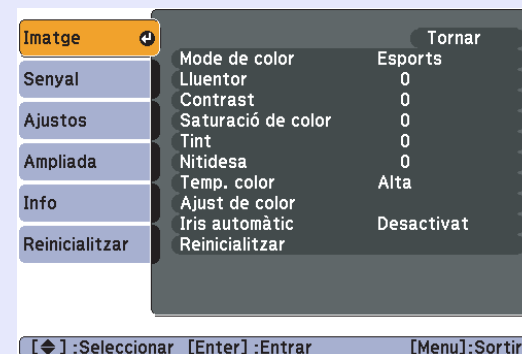 Imatge
Senyal
Ajustos
Ampliada
Info
Reinicialitzar
Tornar
Mode de color Esports
Lluentor 0
Contrast 0
Saturació de color 0
Tint 0
Nitidesa 0
Temp. color Alta
Ajust de color
Iris automàtic Desactivat
Reinicialitzar
[◆] :Seleccionar [Enter] :Entrar [Menu]:Sortir